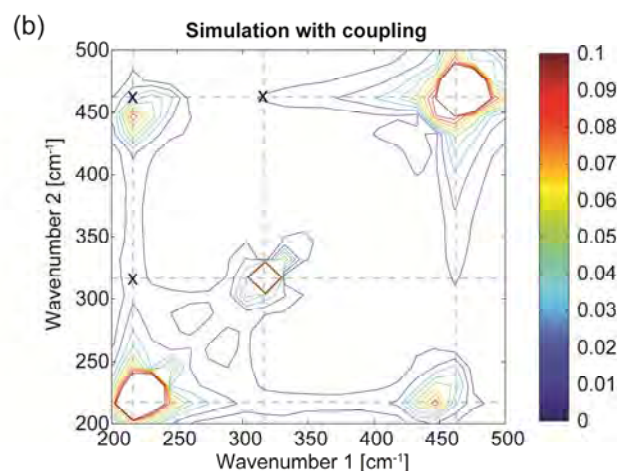 (b)
Simulation with coupling
500
450
400
350
300
250
200
Wavenumber 2 [cm⁻¹]
X X
X
200 250 300 350 400 450 500
Wavenumber 1 [cm⁻¹]
0.1
0.09
0.08
0.07
0.06
0.05
0.04
0.03
0.02
0.01
0